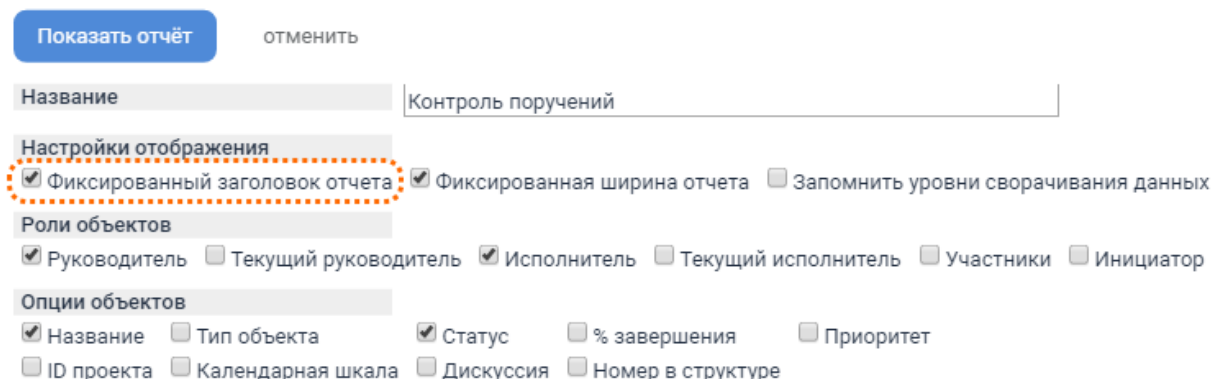 Показать отчёт отменить
Название Контроль поручений
Настройки отображения
Фиксированный заголовок отчета Фиксированная ширина отчета Запомнить уровни сворачивания данных
Роли объектов
Руководитель Текущий руководитель Исполнитель Текущий исполнитель Участники Инициатор
Опции объектов
Название Тип объекта Статус % завершения Приоритет
ID проекта Календарная шкала Дискуссия Номер в структуре